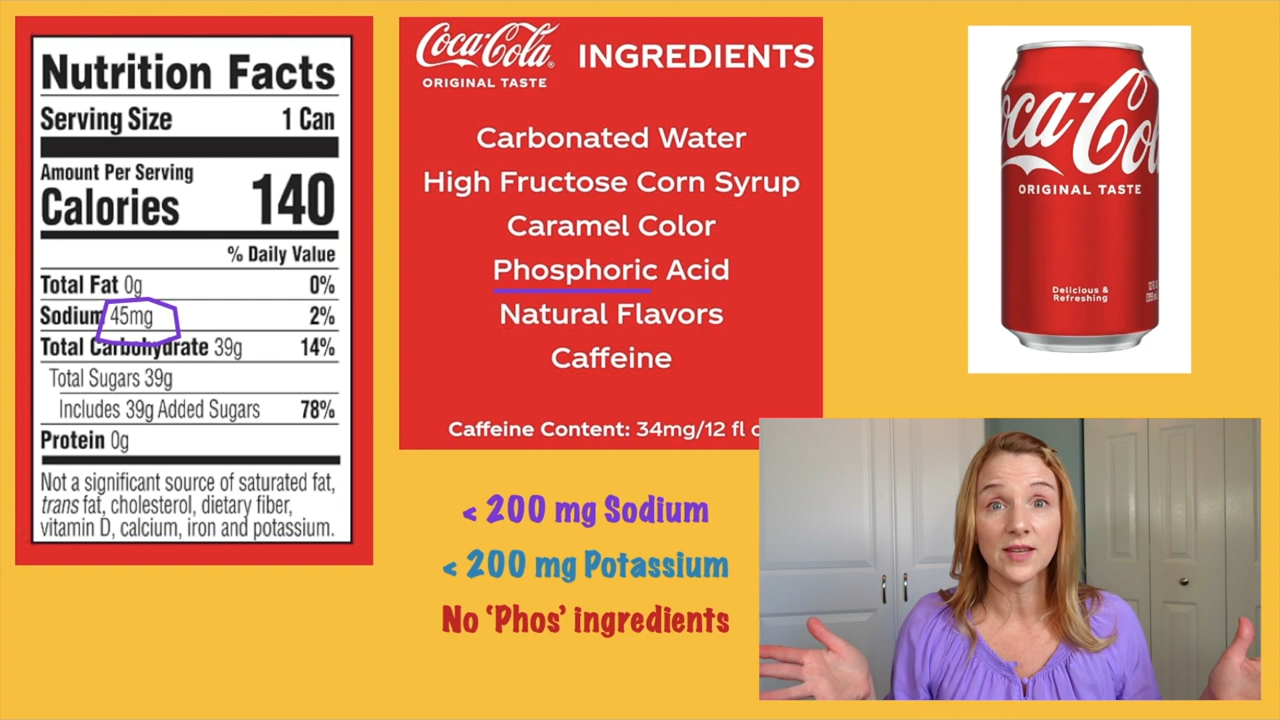 Nutrition Facts
Serving Size 1 Can
Amount Per Serving
Calories 140
% Daily Value
Total Fat 0g 0%
Sodium 45mg 2%
Total Carbohydrate 39g 14%
Total Sugars 39g
Includes 39g Added Sugars 78%
Protein 0g
Not a significant source of saturated fat,
trans fat, cholesterol, dietary fiber,
vitamin D, calcium, iron and potassium.
Coca-Cola®
ORIGINAL TASTE
INGREDIENTS
Carbonated Water
High Fructose Corn Syrup
Caramel Color
Phosphoric Acid
Natural Flavors
Caffeine
Caffeine Content: 34mg/12 fl
< 200 mg Sodium
< 200 mg Potassium
No ‘Phos’ ingredients
oca-Col
ORIGINAL TASTE
Delicious &
Refreshing